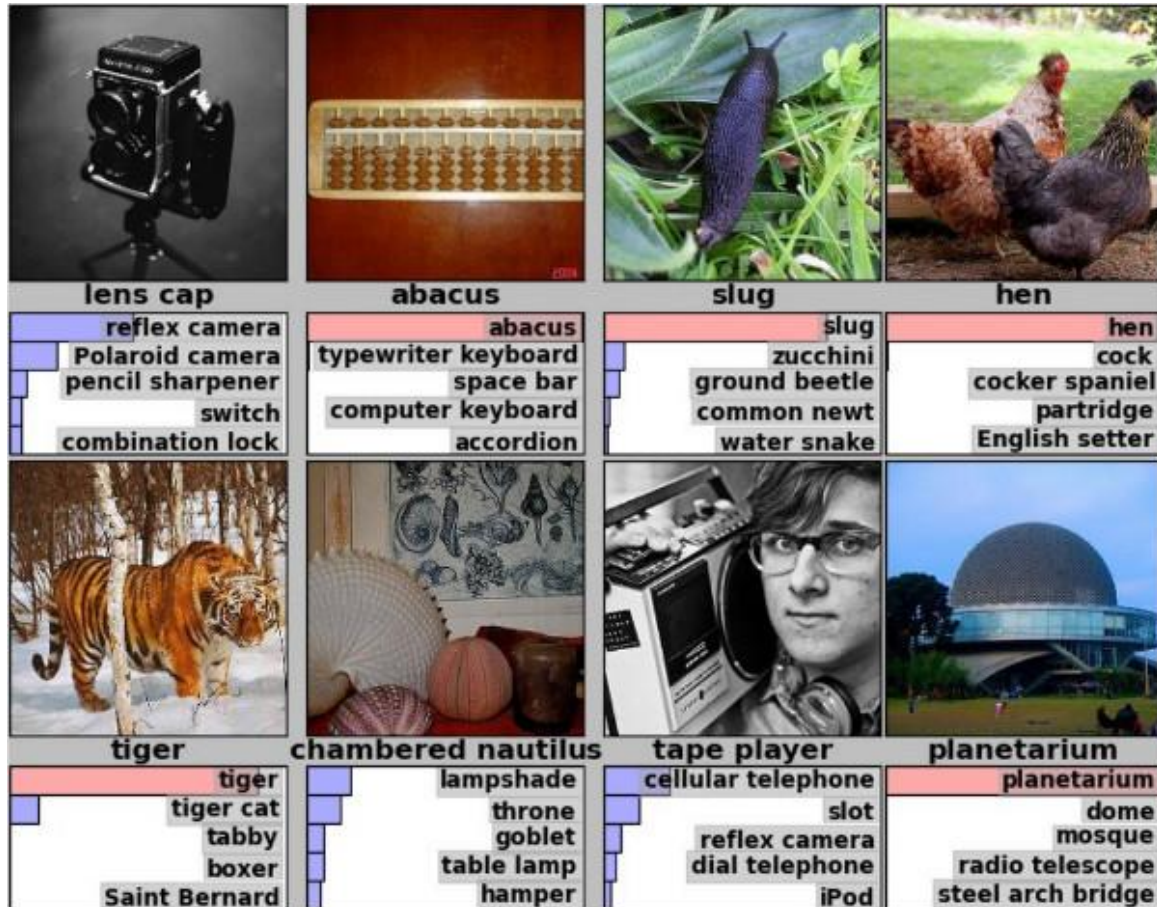 lens cap
abacus
slug
hen
reflex camera
Polaroid camera
pencil sharpener
switch
combination lock
abacus
typewriter keyboard
space bar
computer keyboard
accordion
slug
zucchini
ground beetle
common newt
water snake
hen
cock
cocker spaniel
partridge
English setter
tiger
chambered nautilus
tape player
planetarium
tiger
tiger cat
tabby
boxer
Saint Bernard
lampshade
throne
goblet
table lamp
hamper
cellular telephone
slot
reflex camera
dial telephone
iPod
planetarium
dome
mosque
radio telescope
steel arch bridge